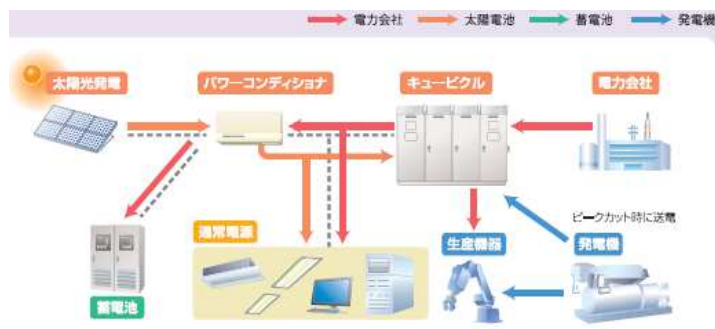 電力会社 太陽電池 蓄電池 発電機
太陽光発電 パワーコンディショナ キュービクル 電力会社
ピークカット時に送電
通常電源 生産機器 発電機
蓄電池